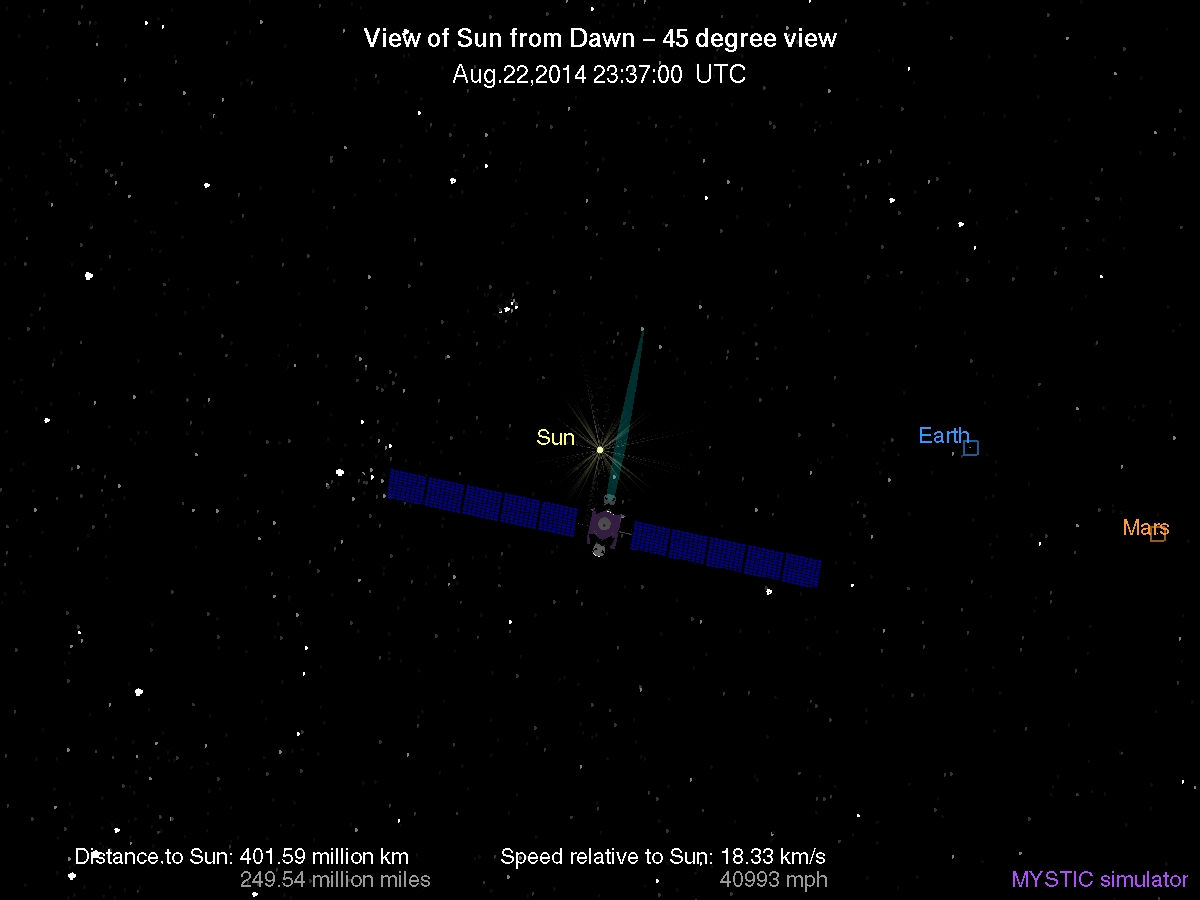 View of Sun from Dawn – 45 degree view
Aug.22,2014 23:37:00 UTC
Sun
Earth
Mars
Distance to Sun: 401.59 million km
249.54 million miles
Speed relative to Sun: 18.33 km/s
40993 mph
MYSTIC simulator